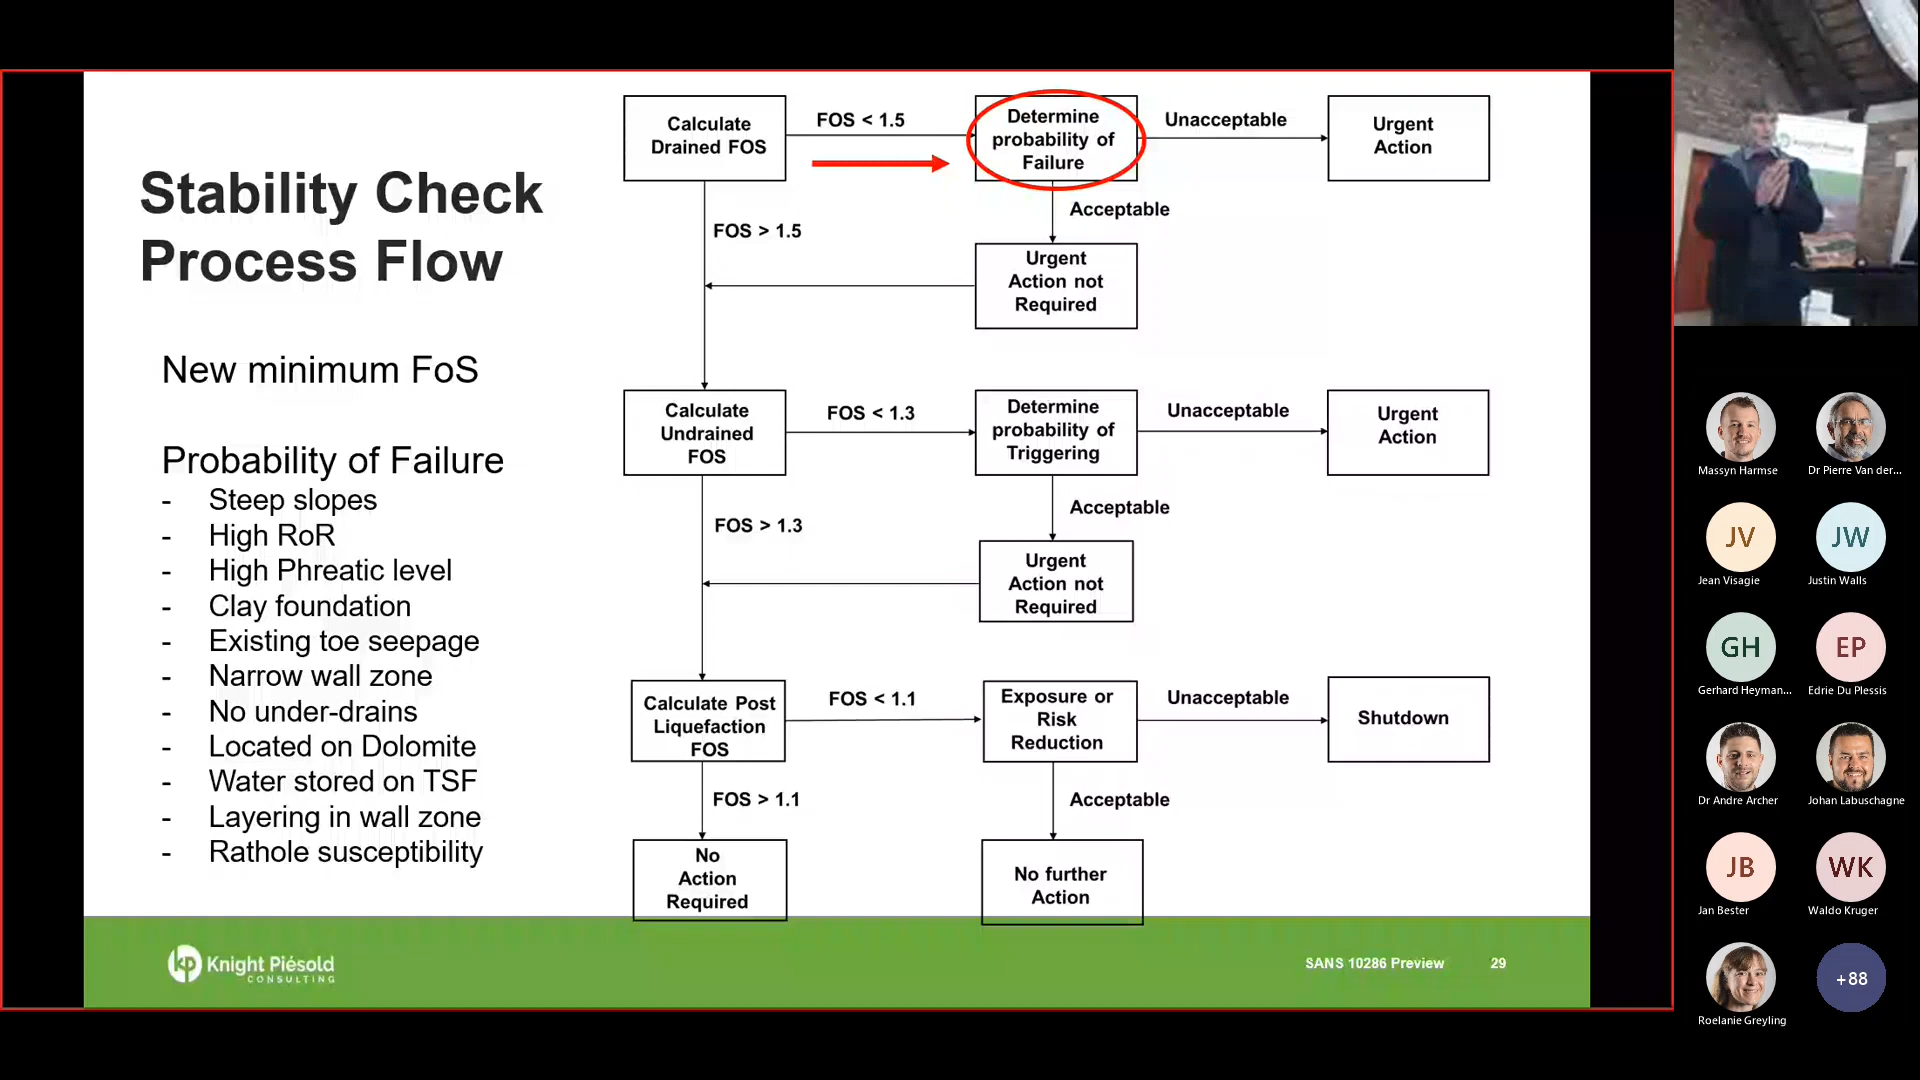 Stability Check
Process Flow
New minimum FoS
Probability of Failure
- Steep slopes
- High RoR
- High Phreatic level
- Clay foundation
- Existing toe seepage
- Narrow wall zone
- No under-drains
- Located on Dolomite
- Water stored on TSF
- Layering in wall zone
- Rathole susceptibility
Calculate
Drained FOS
FOS < 1.5
Determine
probability of
Failure
Unacceptable
Urgent
Action
FOS > 1.5
Acceptable
Urgent
Action not
Required
Calculate
Undrained
FOS
FOS < 1.3
Determine
probability of
Triggering
Unacceptable
Urgent
Action
FOS > 1.3
Acceptable
Urgent
Action not
Required
Calculate Post
Liquefaction
FOS
FOS < 1.1
Exposure or
Risk
Reduction
Unacceptable
Shutdown
FOS > 1.1
Acceptable
No
Action
Required
No further
Action
kp Knight Piésold
CONSULTING
SANS 10286 Preview 29
Massyn Harmse
Dr Pierre Van der...
JV
Jean Visagie
JW
Justin Walls
GH
Gerhard Heyman...
EP
Edrie Du Plessis
Dr Andre Archer
Johan Labuschagne
JB
Jan Bester
WK
Waldo Kruger
Roelanie Greyling
+88